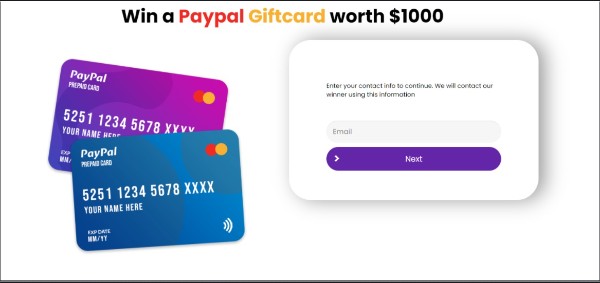 Win a Paypal Giftcard worth $1000
PayPal
PREPAID CARD
5251 1234 5678 XXXX
YOUR NAME HERE
EXP DATE
MM/YY
PayPal
PREPAID CARD
5251 1234 5678 XXXX
YOUR NAME HERE
EXP DATE
MM/YY
Enter your contact info to continue. We will contact our
winner using this information
Email
Next